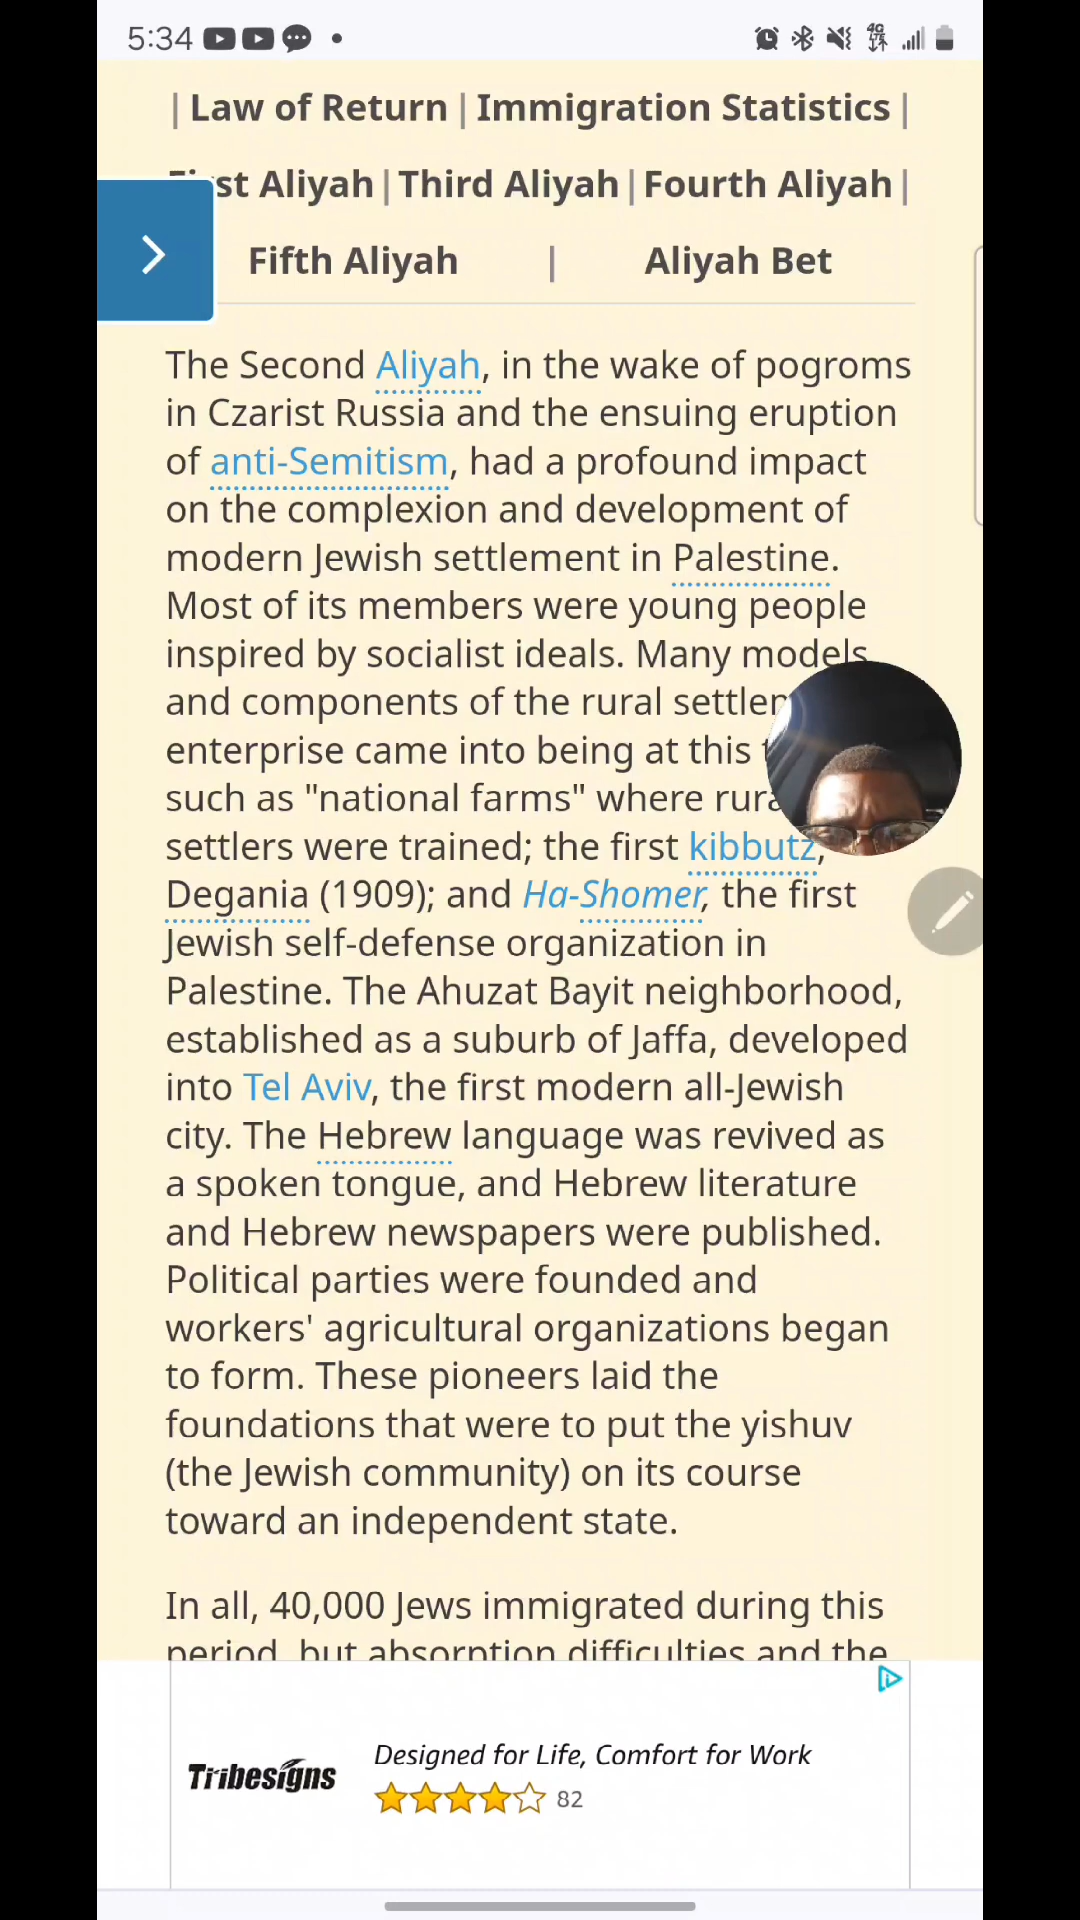 5:34
4G
LTE
| Law of Return | Immigration Statistics |
st Aliyah | Third Aliyah | Fourth Aliyah |
Fifth Aliyah | Aliyah Bet
The Second Aliyah, in the wake of pogroms
in Czarist Russia and the ensuing eruption
of anti-Semitism, had a profound impact
on the complexion and development of
modern Jewish settlement in Palestine.
Most of its members were young people
inspired by socialist ideals. Many models
and components of the rural
enterprise came into being at this
such as "national farms" where
settlers were trained; the first kibbutz,
Degania (1909); and Ha-Shomer, the first
Jewish self-defense organization in
Palestine. The Ahuzat Bayit neighborhood,
established as a suburb of Jaffa, developed
into Tel Aviv, the first modern all-Jewish
city. The Hebrew language was revived as
a spoken tongue, and Hebrew literature
and Hebrew newspapers were published.
Political parties were founded and
workers' agricultural organizations began
to form. These pioneers laid the
foundations that were to put the yishuv
(the Jewish community) on its course
toward an independent state.
In all, 40,000 Jews immigrated during this
period, but absorption difficulties and the
Tribesigns
Designed for Life, Comfort for Work
82